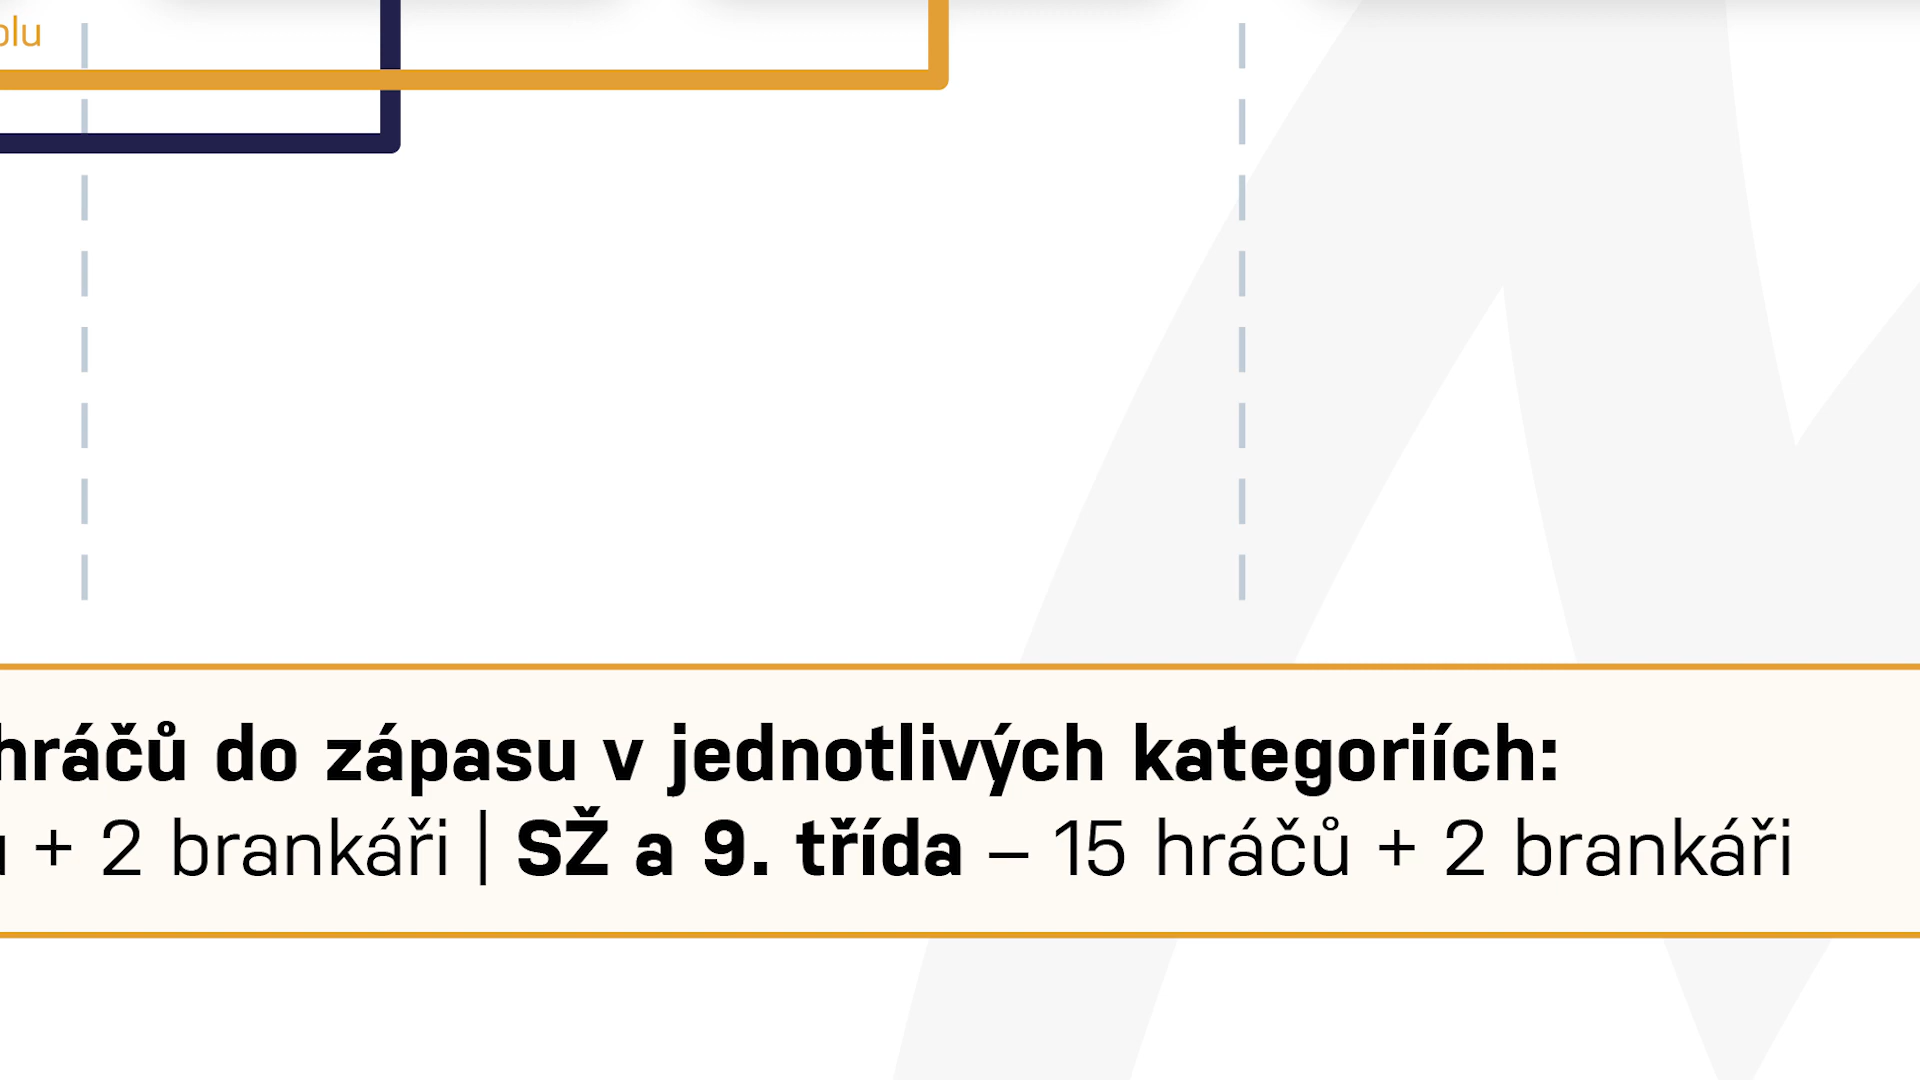 hráčů do zápasu v jednotlivých kategoriích:
+ 2 brankáři | SŽ a 9. třída – 15 hráčů + 2 brankáři